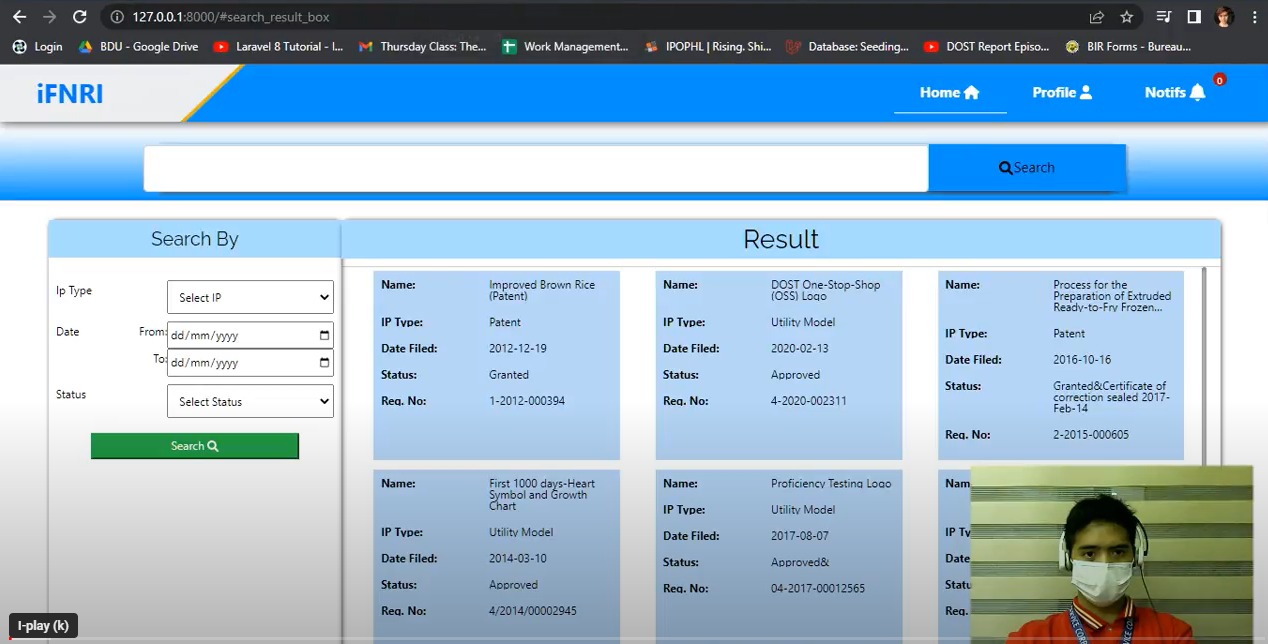 127.0.0.1:8000/#search_result_box
Login
BDU - Google Drive
Laravel 8 Tutorial - I...
Thursday Class: The...
Work Management...
IPOPHL | Rising. Shi...
Database: Seeding...
DOST Report Episo...
BIR Forms - Bureau...
iFNRI
Home
Profile
Notifs
0
Search
Search By
Ip Type
Select IP
Date
From:
dd/mm/yyyy
To:
dd/mm/yyyy
Status
Select Status
Search
Result
Name: Improved Brown Rice
(Patent)
IP Type: Patent
Date Filed: 2012-12-19
Status: Granted
Reg. No: 1-2012-000394
Name: DOST One-Stop-Shop
(OSS) Logo
IP Type: Utility Model
Date Filed: 2020-02-13
Status: Approved
Reg. No: 4-2020-002311
Name: Process for the
Preparation of Extruded
Ready-to-Fry Frozen...
IP Type: Patent
Date Filed: 2016-10-16
Status: Granted&Certificate of
correction sealed 2017-
Feb-14
Reg. No: 2-2015-000605
Name: First 1000 days-Heart
Symbol and Growth
Chart
IP Type: Utility Model
Date Filed: 2014-03-10
Status: Approved
Reg. No: 4/2014/00002945
Name: Proficiency Testing Logo
IP Type: Utility Model
Date Filed: 2017-08-07
Status: Approved&
Reg. No: 04-2017-00012565
Nam
IP Ty
Date
Statu
Reg.
I-play (k)